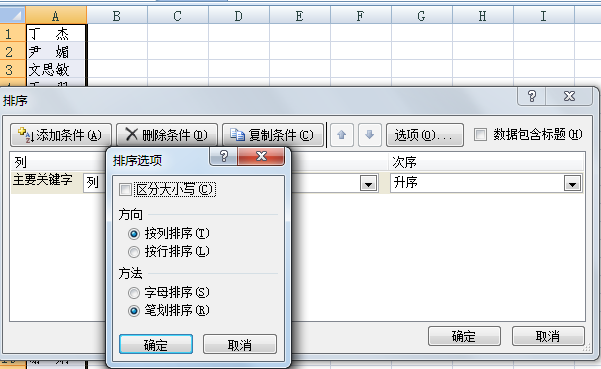 A B C D E F G H I
1 丁 杰
2 尹 媚
3 文思敏
排序
添加条件(A) 删除条件(D) 复制条件(C) 选项(O)... 数据包含标题(H)
列 次序
主要关键字 列 升序
排序选项
区分大小写(C)
方向
按列排序(T)
按行排序(L)
方法
字母排序(S)
笔划排序(R)
确定 取消
确定 取消